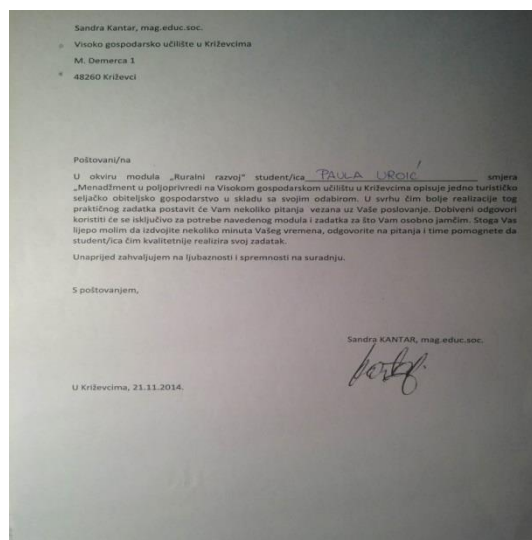 Sandra Kantar, mag.educ.soc.
Visoko gospodarsko učilište u Križevcima
M. Demerca 1
48260 Križevci
Poštovani/na
U okviru modula „Ruralni razvoj" student/ica PAULA UROIĆ smjera
„Menadžment u poljoprivredi na Visokom gospodarskom učilištu u Križevcima opisuje jedno turističko
seljačko obiteljsko gospodarstvo u skladu sa svojim odabirom. U svrhu čim bolje realizacije tog
praktičnog zadatka postavit će Vam nekoliko pitanja vezana uz Vaše poslovanje. Dobiveni odgovori
koristiti će se isključivo za potrebe navedenog modula i zadatka za što Vam osobno jamčim. Stoga Vas
lijepo molim da izdvojite nekoliko minuta Vašeg vremena, odgovorite na pitanja i time pomognete da
student/ica čim kvalitetnije realizira svoj zadatak.
Unaprijed zahvaljujem na ljubaznosti i spremnosti na suradnju.
S poštovanjem,
Sandra KANTAR, mag.educ.soc.
U Križevcima, 21.11.2014.